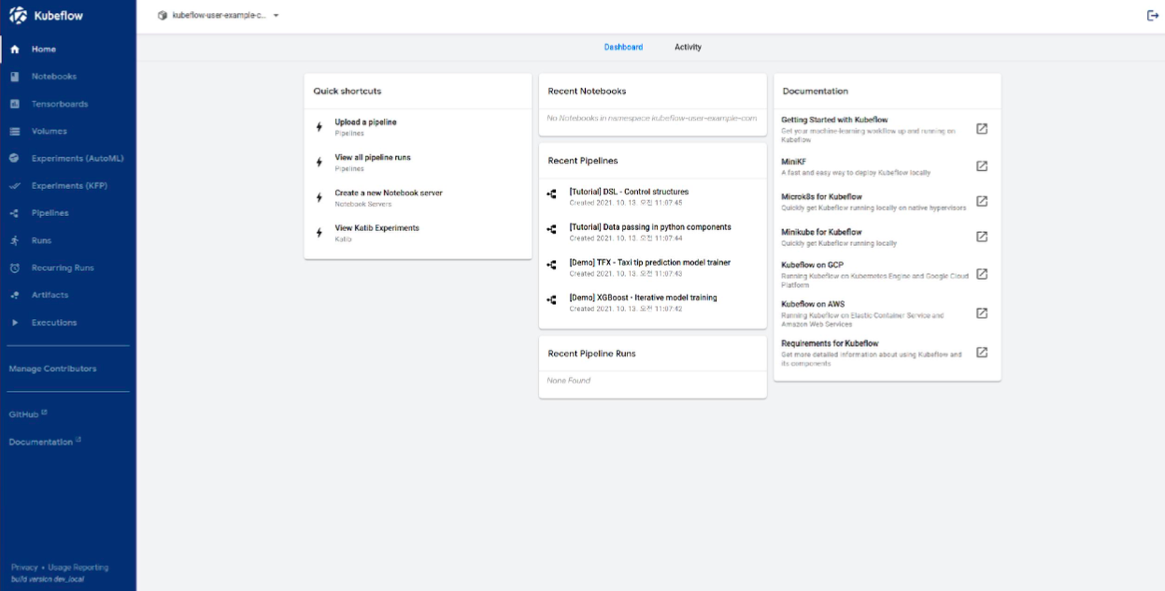 Kubeflow
kubeflow-user-example-c...
Home
Notebooks
Tensorboards
Volumes
Experiments (AutoML)
Experiments (KFP)
Pipelines
Runs
Recurring Runs
Artifacts
Executions
Manage Contributors
GitHub
Documentation
Privacy • Usage Reporting
build version dev_local
Dashboard
Activity
Quick shortcuts
Upload a pipeline
Pipelines
View all pipeline runs
Pipelines
Create a new Notebook server
Notebook Servers
View Katib Experiments
Katib
Recent Notebooks
No Notebooks in namespace kubeflow-user-example-com
Recent Pipelines
[Tutorial] DSL - Control structures
Created 2021. 10. 13. 오전 11:07:45
[Tutorial] Data passing in python components
Created 2021. 10. 13. 오전 11:07:44
[Demo] TFX - Taxi tip prediction model trainer
Created 2021. 10. 13. 오전 11:07:43
[Demo] XGBoost - Iterative model training
Created 2021. 10. 13. 오전 11:07:42
Recent Pipeline Runs
None Found
Documentation
Getting Started with Kubeflow
Get your machine-learning workflow up and running on
Kubeflow
MiniKF
A fast and easy way to deploy Kubeflow locally
Microk8s for Kubeflow
Quickly get Kubeflow running locally on native hypervisors
Minikube for Kubeflow
Quickly get Kubeflow running locally
Kubeflow on GCP
Running Kubeflow on Kubernetes Engine and Google Cloud
Platform
Kubeflow on AWS
Running Kubeflow on Elastic Container Service and
Amazon Web Services
Requirements for Kubeflow
Get more detailed information about using Kubeflow and
its components